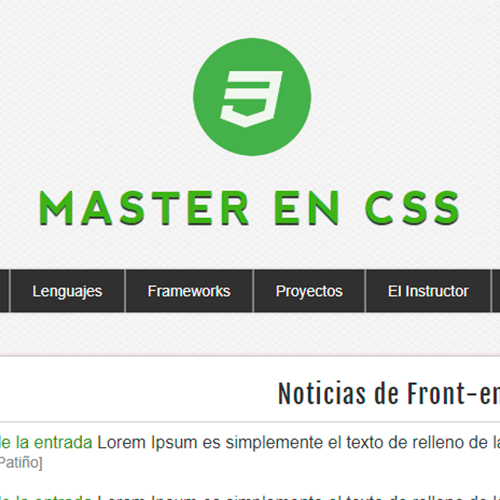 MASTER EN CSS
Lenguajes Frameworks Proyectos El Instructor
Noticias de Front-en
de la entrada Lorem Ipsum es simplemente el texto de relleno de la
Patiño]